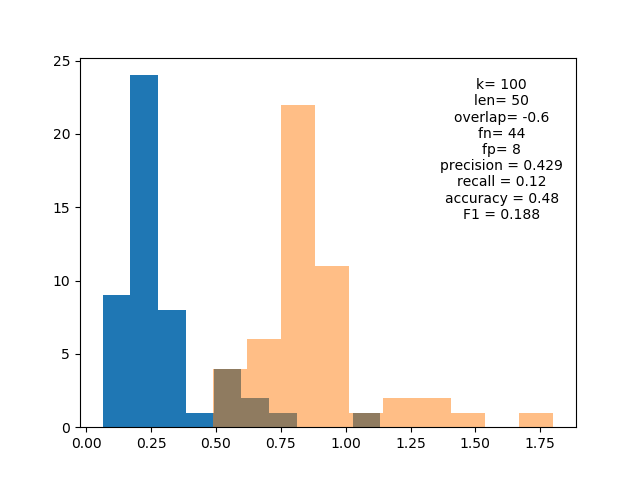 25
20
15
10
5
0
k= 100
len= 50
overlap= -0.6
fn= 44
fp= 8
precision = 0.429
recall = 0.12
accuracy = 0.48
F1 = 0.188
0.00 0.25 0.50 0.75 1.00 1.25 1.50 1.75